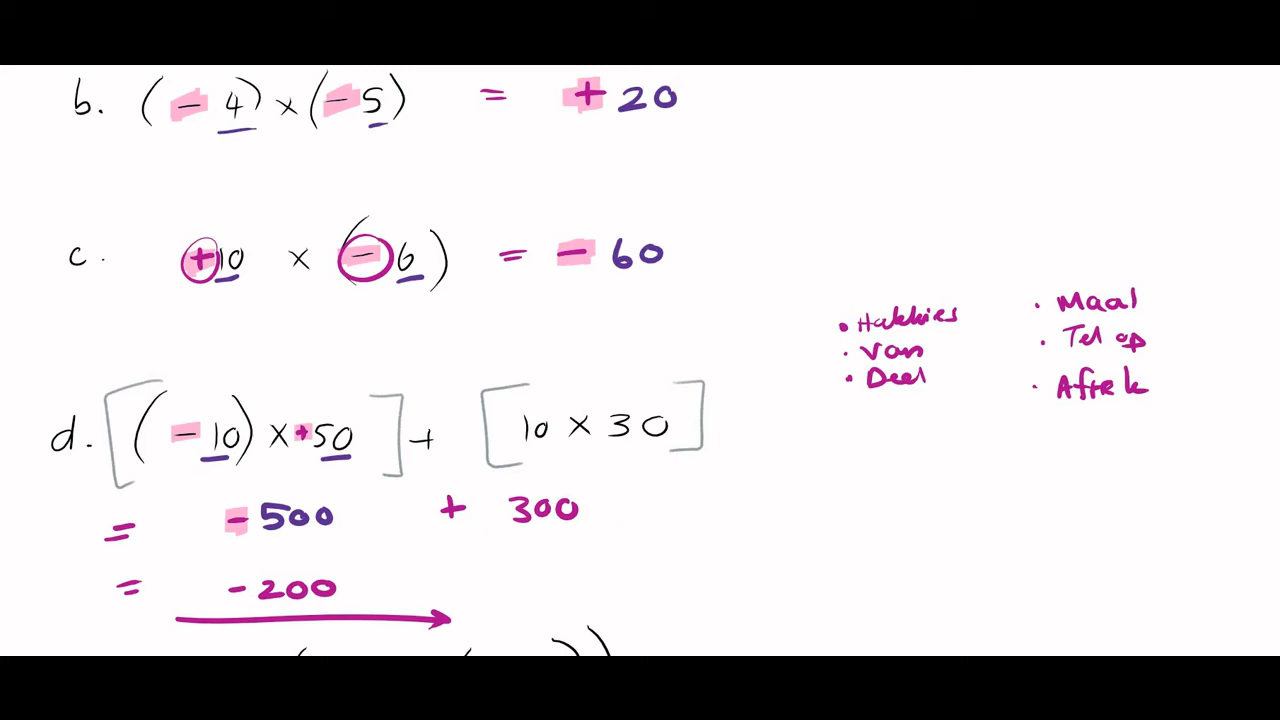 b. (- 4) × (- 5) = + 20
c. +10 × (- 6) = - 60
• Hakkies
• Van
• Deel
• Maal
• Tel op
• Aftrek
d. [(- 10) × +50] + [10 × 30]
= - 500 + 300
= - 200